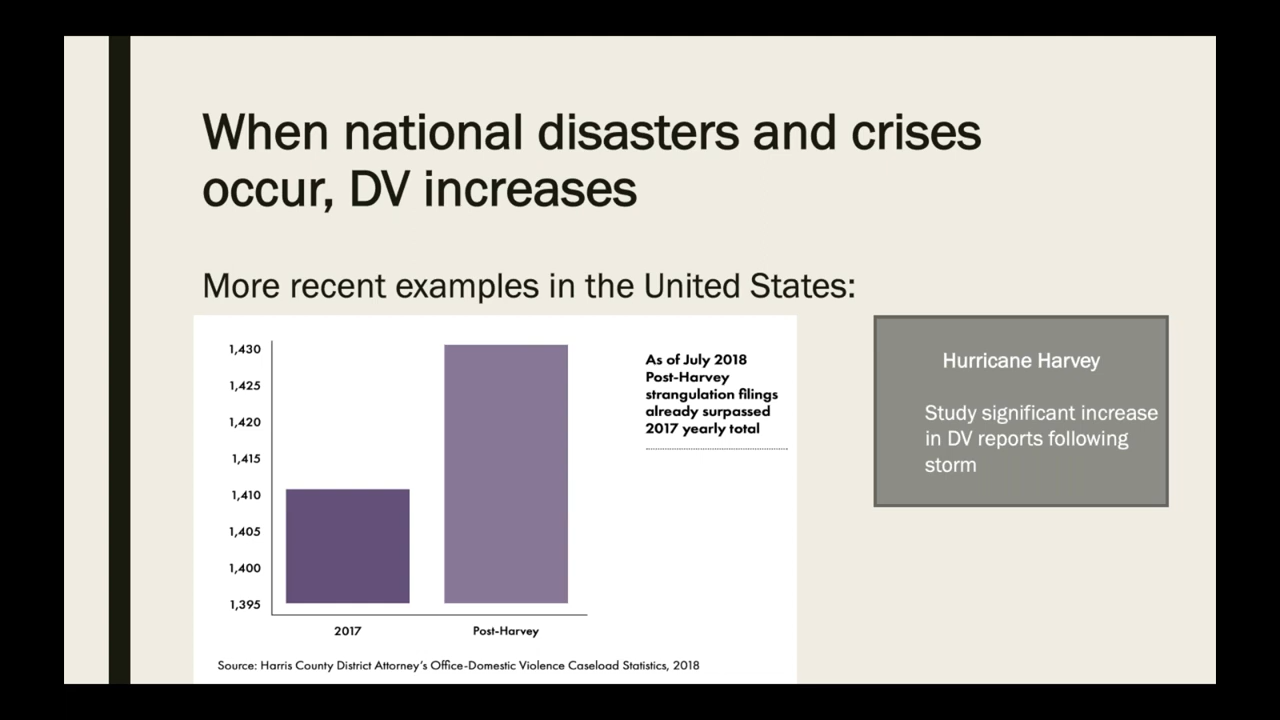 When national disasters and crises
occur, DV increases
More recent examples in the United States:
1,430
1,425
1,420
1,415
1,410
1,405
1,400
1,395
2017
Post-Harvey
As of July 2018
Post-Harvey
strangulation filings
already surpassed
2017 yearly total
Source: Harris County District Attorney’s Office-Domestic Violence Caseload Statistics, 2018
Hurricane Harvey
Study significant increase
in DV reports following
storm